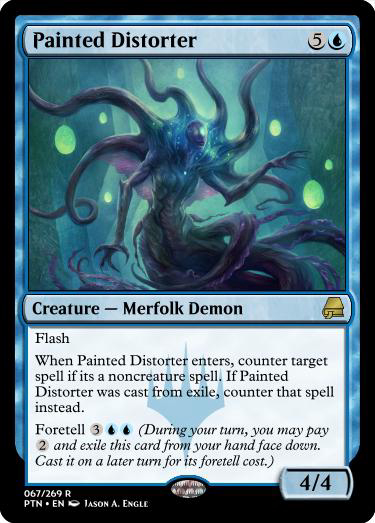 Painted Distorter 5
Creature — Merfolk Demon
Flash
When Painted Distorter enters, counter target
spell if its a noncreature spell. If Painted
Distorter was cast from exile, counter that spell
instead.
Foretell 3 (During your turn, you may pay
2 and exile this card from your hand face down.
Cast it on a later turn for its foretell cost.)
4/4
067/269 R
PTN • EN Jason A. Engle